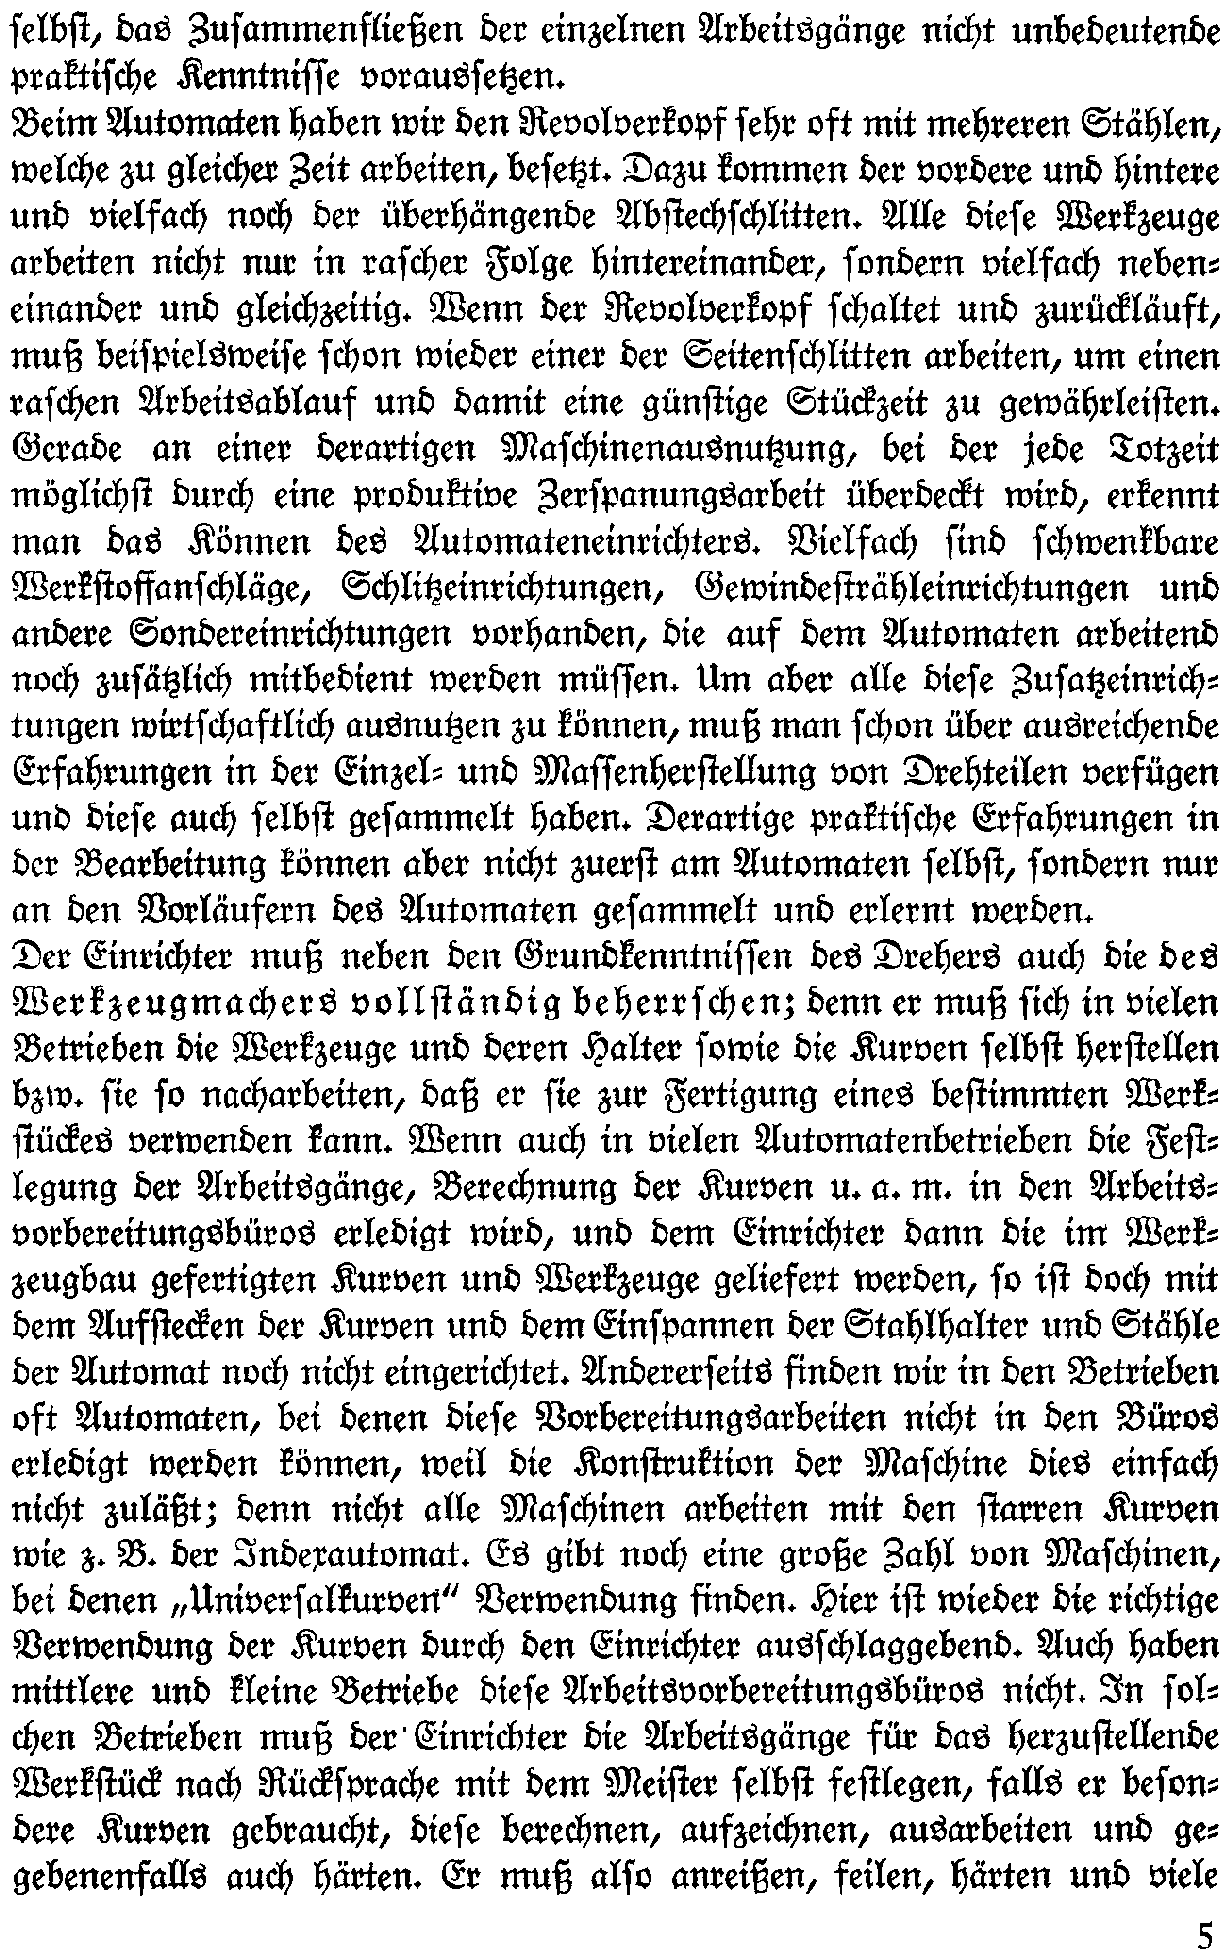 selbst, das Zusammenfließen der einzelnen Arbeitsgänge nicht unbedeutende
praktische Kenntnisse voraussetzen.
Beim Automaten haben wir den Revolverkopf sehr oft mit mehreren Stählen,
welche zu gleicher Zeit arbeiten, besetzt. Dazu kommen der vordere und hintere
und vielfach noch der überhängende Abstechschlitten. Alle diese Werkzeuge
arbeiten nicht nur in rascher Folge hintereinander, sondern vielfach neben-
einander und gleichzeitig. Wenn der Revolverkopf schaltet und zurückläuft,
muß beispielsweise schon wieder einer der Seitenschlitten arbeiten, um einen
raschen Arbeitsablauf und damit eine günstige Stückzeit zu gewährleisten.
Gerade an einer derartigen Maschinenausnutzung, bei der jede Totzeit
möglichst durch eine produktive Zerspanungsarbeit überdeckt wird, erkennt
man das Können des Automateneinrichters. Vielfach sind schwenkbare
Werkstoffanschläge, Schlitzeinrichtungen, Gewindesträhleinrichtungen und
andere Sondereinrichtungen vorhanden, die auf dem Automaten arbeitend
noch zusätzlich mitbedient werden müssen. Um aber alle diese Zusatzeinrich-
tungen wirtschaftlich ausnutzen zu können, muß man schon über ausreichende
Erfahrungen in der Einzel- und Massenherstellung von Drehteilen verfügen
und diese auch selbst gesammelt haben. Derartige praktische Erfahrungen in
der Bearbeitung können aber nicht zuerst am Automaten selbst, sondern nur
an den Vorläufern des Automaten gesammelt und erlernt werden.
Der Einrichter muß neben den Grundkenntnissen des Drehers auch die des
Werkzeugmachers vollständig beherrschen; denn er muß sich in vielen
Betrieben die Werkzeuge und deren Halter sowie die Kurven selbst herstellen
bzw. sie so nacharbeiten, daß er sie zur Fertigung eines bestimmten Werk-
stückes verwenden kann. Wenn auch in vielen Automatenbetrieben die Fest-
legung der Arbeitsgänge, Berechnung der Kurven u. a. m. in den Arbeits-
vorbereitungsbüros erledigt wird, und dem Einrichter dann die im Werk-
zeugbau gefertigten Kurven und Werkzeuge geliefert werden, so ist doch mit
dem Aufstecken der Kurven und dem Einspannen der Stahlhalter und Stähle
der Automat noch nicht eingerichtet. Andererseits finden wir in den Betrieben
oft Automaten, bei denen diese Vorbereitungsarbeiten nicht in den Büros
erledigt werden können, weil die Konstruktion der Maschine dies einfach
nicht zuläßt; denn nicht alle Maschinen arbeiten mit den starren Kurven
wie z. B. der Indexautomat. Es gibt noch eine große Zahl von Maschinen,
bei denen „Universalkurven“ Verwendung finden. Hier ist wieder die richtige
Verwendung der Kurven durch den Einrichter ausschlaggebend. Auch haben
mittlere und kleine Betriebe diese Arbeitsvorbereitungsbüros nicht. In sol-
chen Betrieben muß der Einrichter die Arbeitsgänge für das herzustellende
Werkstück nach Rücksprache mit dem Meister selbst festlegen, falls er beson-
dere Kurven gebraucht, diese berechnen, aufzeichnen, ausarbeiten und ge-
gebenenfalls auch härten. Er muß also anreißen, feilen, härten und viele
5